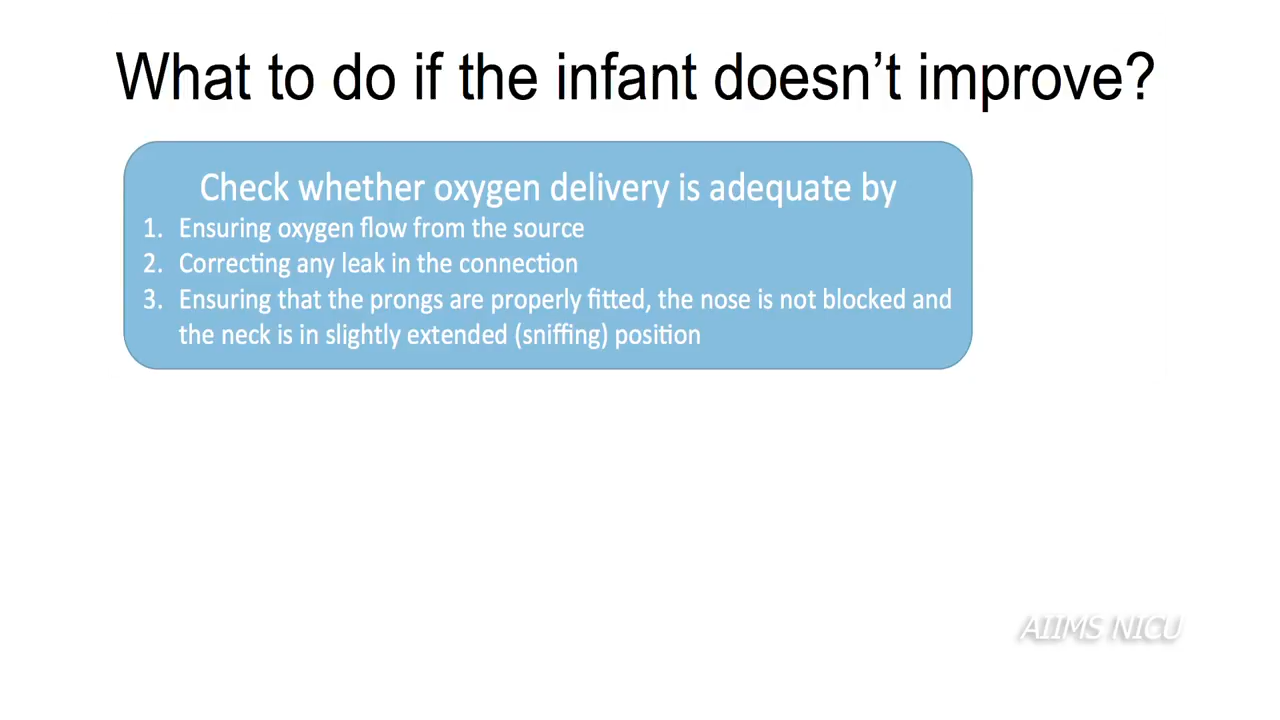 What to do if the infant doesn’t improve?
Check whether oxygen delivery is adequate by
1. Ensuring oxygen flow from the source
2. Correcting any leak in the connection
3. Ensuring that the prongs are properly fitted, the nose is not blocked and
the neck is in slightly extended (sniffing) position
AIIMS NICU